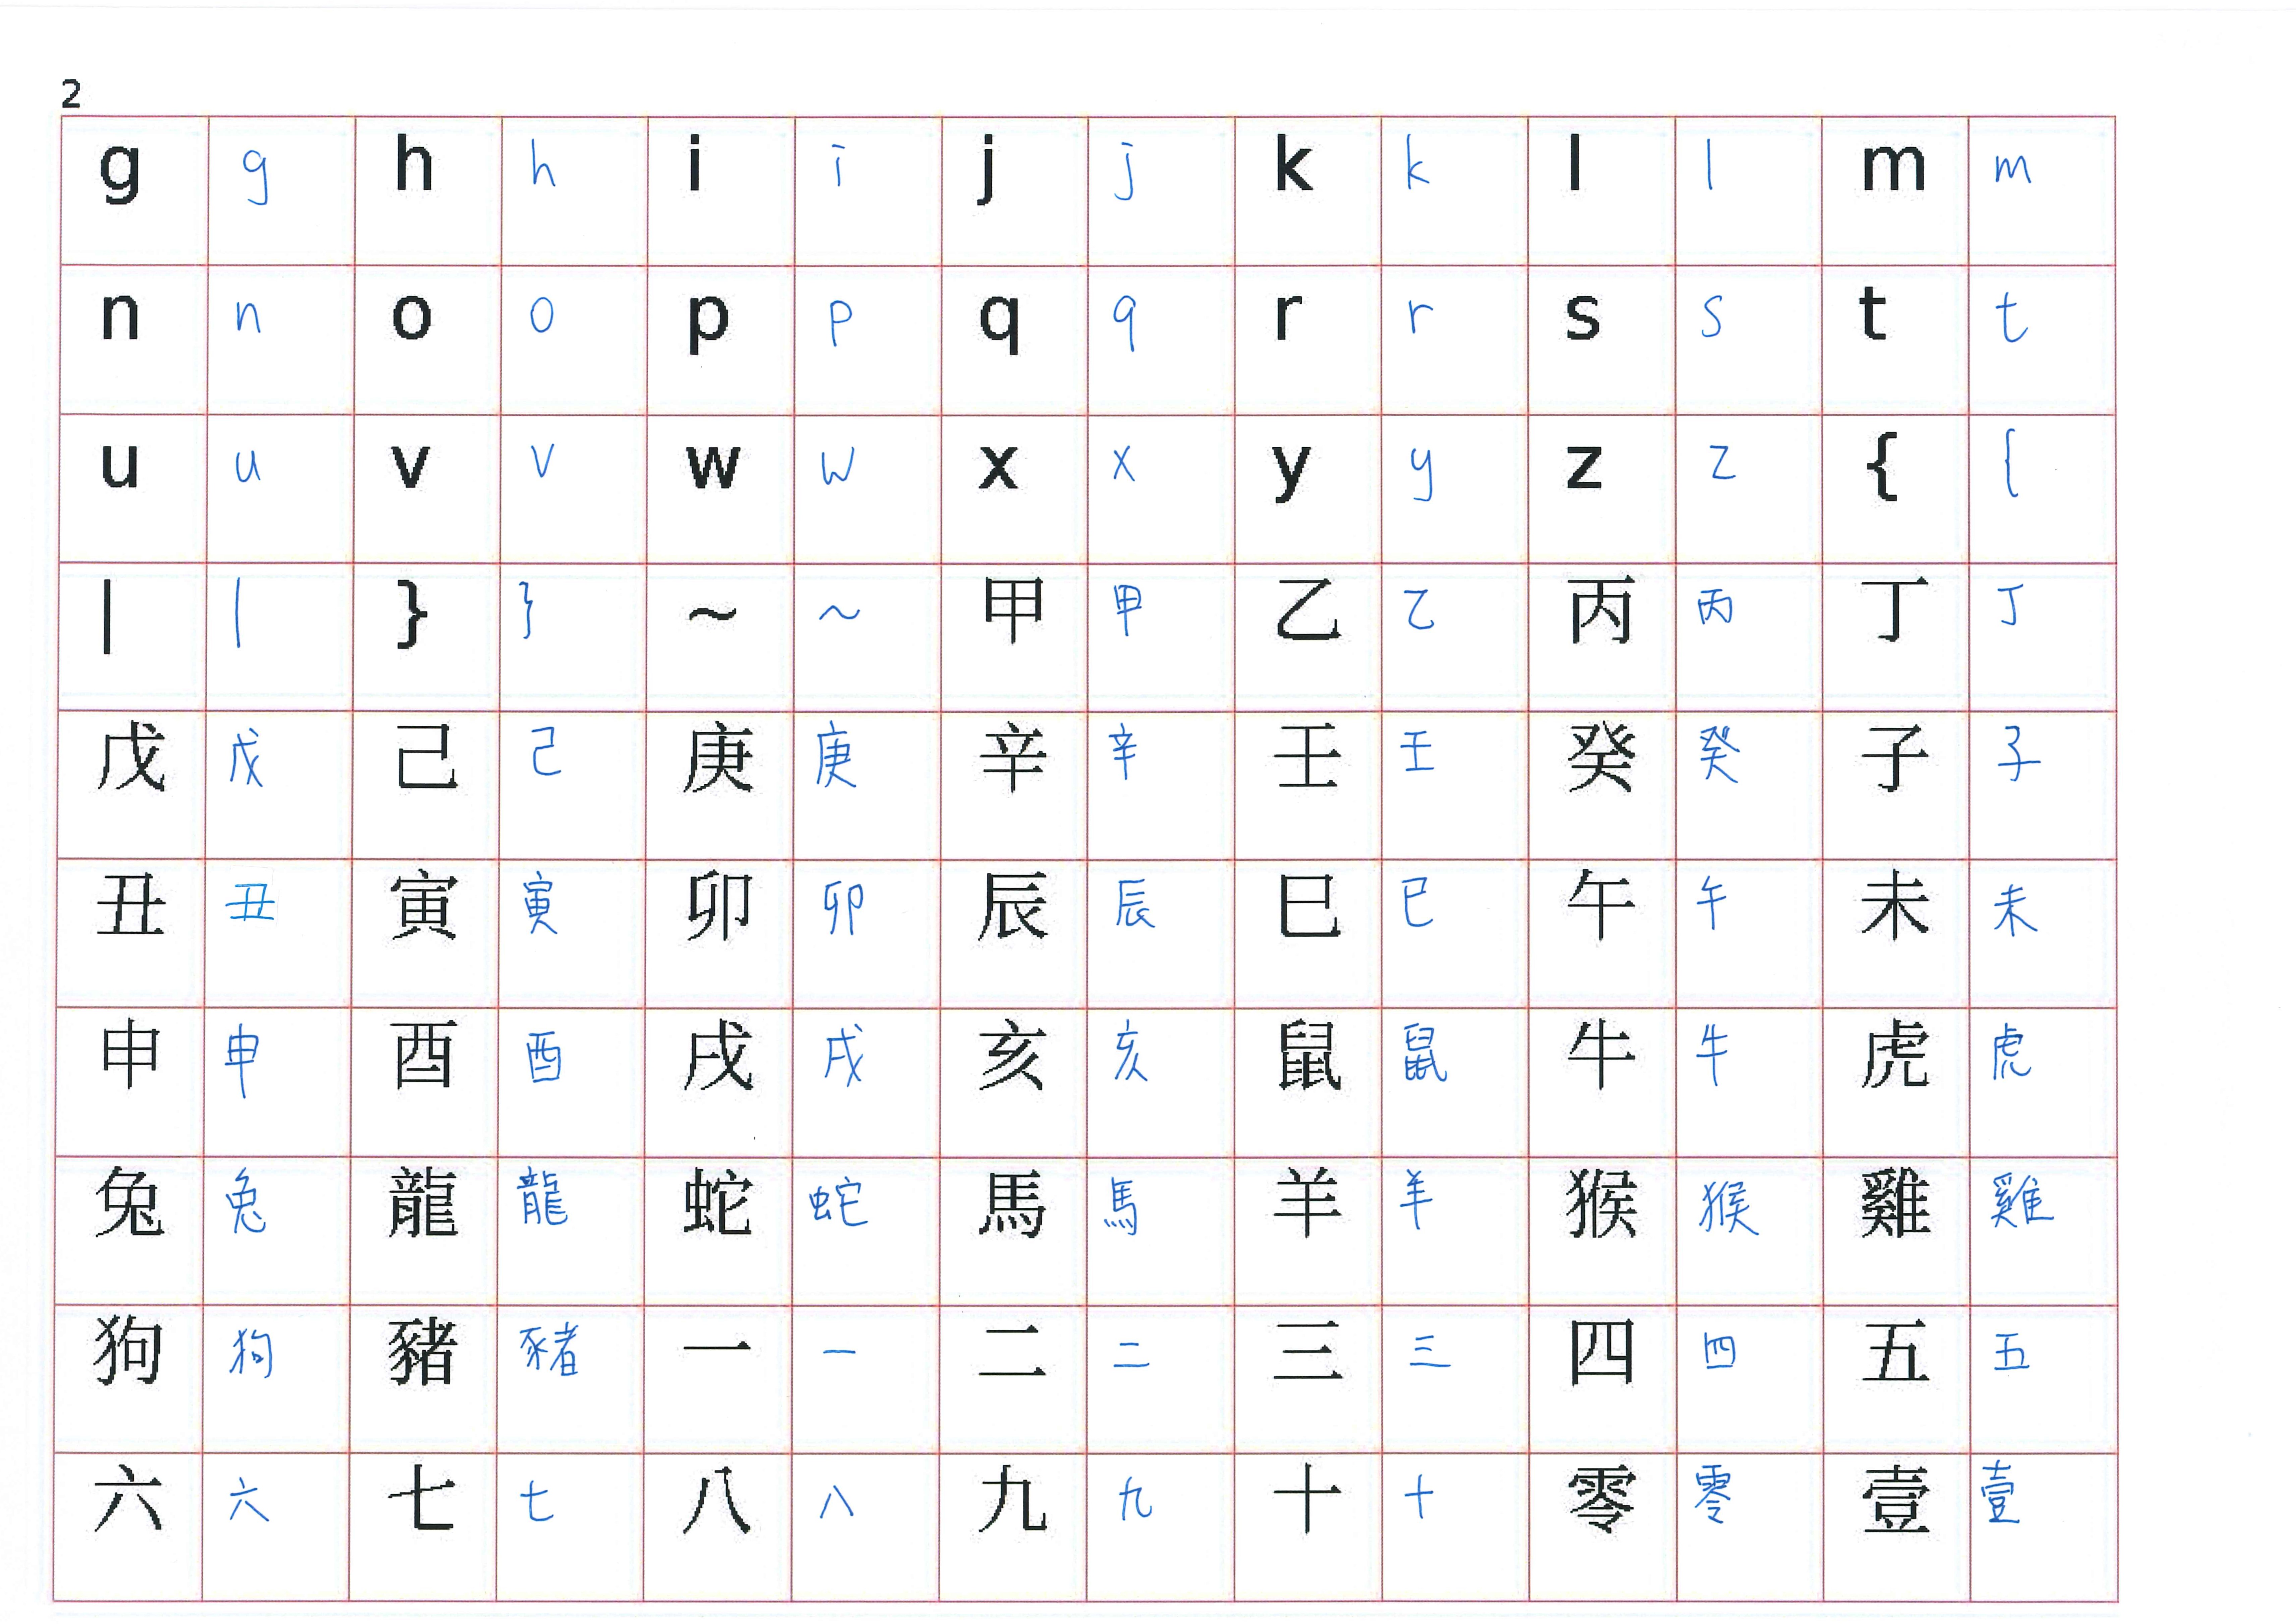 2
g g h h i i j j k k l l m m
n n o o p p q q r r s s t t
u u v v w w x x y y z z { {
| | } } ~ ~ 甲 甲 乙 乙 丙 丙 丁 丁
戊 戊 己 己 庚 庚 辛 辛 壬 壬 癸 癸 子 子
丑 丑 寅 寅 卯 卯 辰 辰 巳 巳 午 午 未 未
申 申 酉 酉 戌 戌 亥 亥 鼠 鼠 牛 牛 虎 虎
兔 兔 龍 龍 蛇 蛇 馬 馬 羊 羊 猴 猴 雞 雞
狗 狗 豬 豬 一 一 二 二 三 三 四 四 五 五
六 六 七 七 八 八 九 九 十 十 零 零 壹 壹